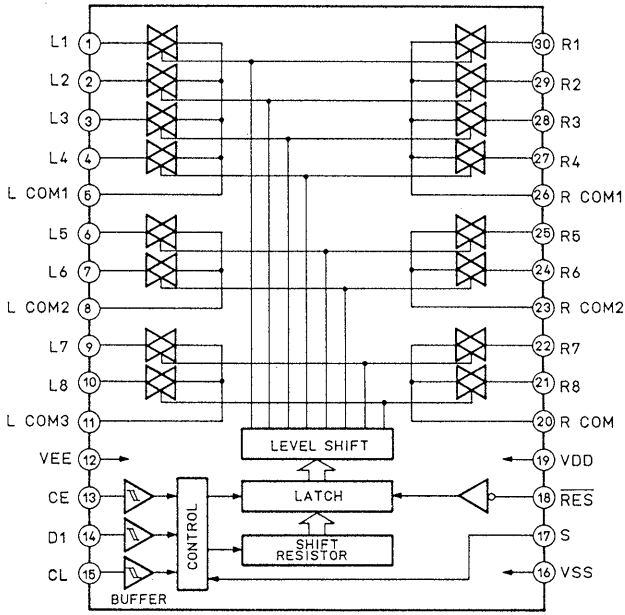 L1 1 30 R1
L2 2 29 R2
L3 3 28 R3
L4 4 27 R4
L COM1 5 26 R COM1
L5 6 25 R5
L6 7 24 R6
L COM2 8 23 R COM2
L7 9 22 R7
L8 10 21 R8
L COM3 11 20 R COM
LEVEL SHIFT
VEE 12 19 VDD
CE 13 LATCH 18 RES
CONTROL
D1 14 17 S
SHIFT
RESISTOR
CL 15 16 VSS
BUFFER